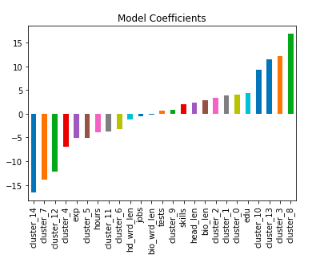 Model Coefficients
15
10
5
0
−5
−10
−15
cluster_14
cluster_7
cluster_12
cluster_4
exp
cluster_5
hours
cluster_11
cluster_6
hd_wrd_len
jobs
bio_wrd_len
tests
cluster_9
skills
head_len
bio_len
cluster_2
cluster_1
cluster_0
edu
cluster_10
cluster_13
cluster_3
cluster_8